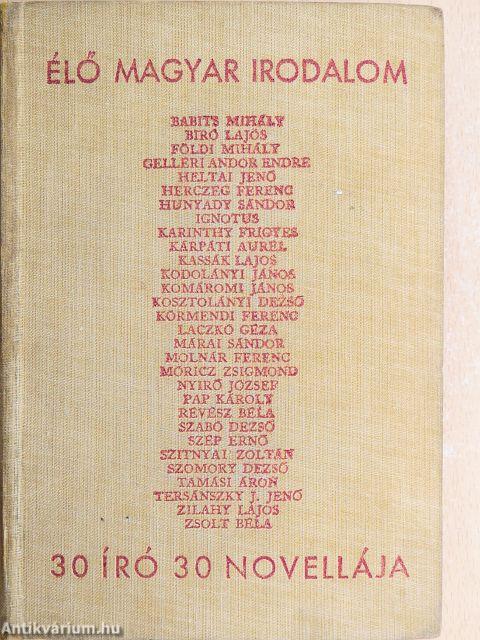 ÉLŐ MAGYAR IRODALOM
BABITS MIHÁLY
BIRÓ LAJOS
FÖLDI MIHÁLY
GELLÉRI ANDOR ENDRE
HELTAI JENŐ
HERCZEG FERENC
HUNYADY SÁNDOR
IGNOTUS
KARINTHY FRIGYES
KÁRPÁTI AURÉL
KASSÁK LAJOS
KODOLÁNYI JÁNOS
KOMÁROMI JÁNOS
KOSZTOLÁNYI DEZSŐ
KÖRMENDI FERENC
LACZKÓ GÉZA
MÁRAI SÁNDOR
MOLNÁR FERENC
MÓRICZ ZSIGMOND
NYIRŐ JÓZSEF
PAP KÁROLY
RÉVÉSZ BÉLA
SZABÓ DEZSŐ
SZÉP ERNŐ
SZITNYAI ZOLTÁN
SZOMORY DEZSŐ
TAMÁSI ÁRON
TERSÁNSZKY J. JENŐ
ZILAHY LAJOS
ZSOLT BÉLA
30 ÍRÓ 30 NOVELLÁJA
Antikvárium.hu